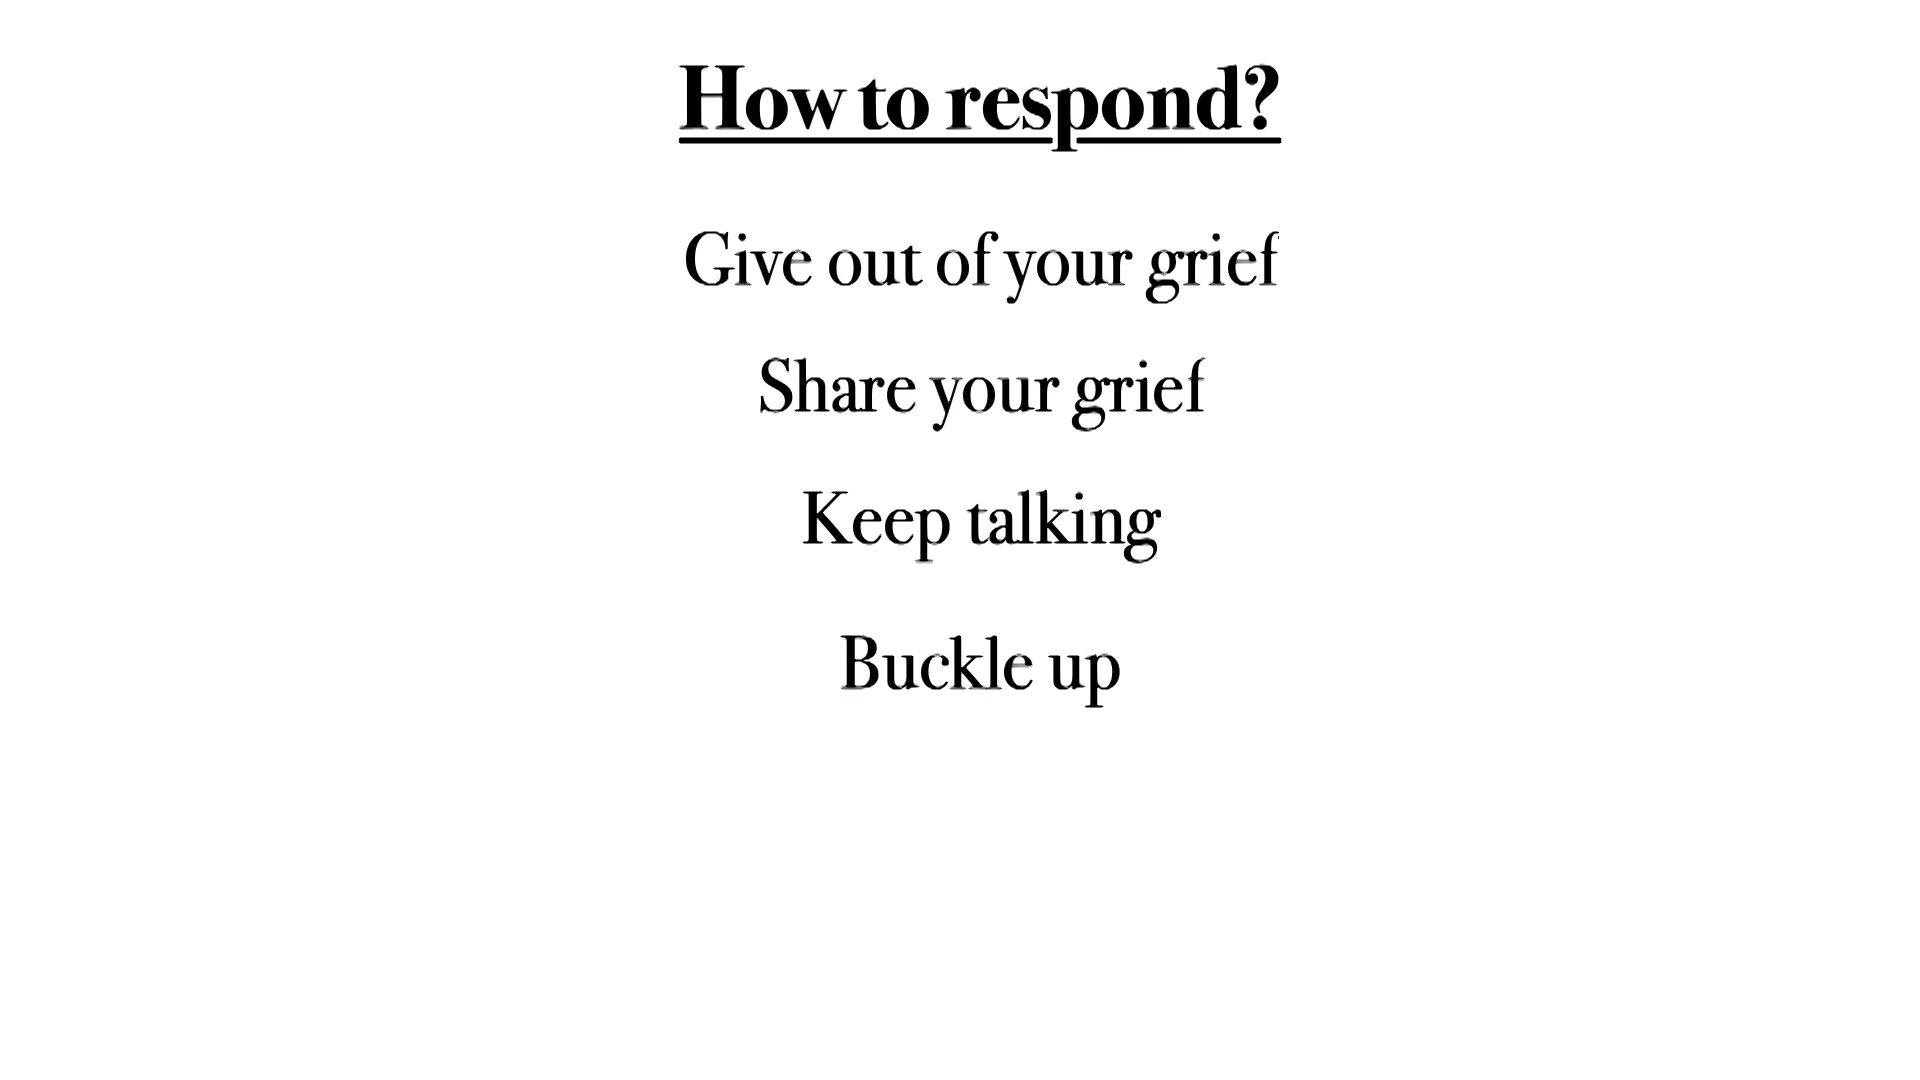 How to respond?
Give out of your grief
Share your grief
Keep talking
Buckle up